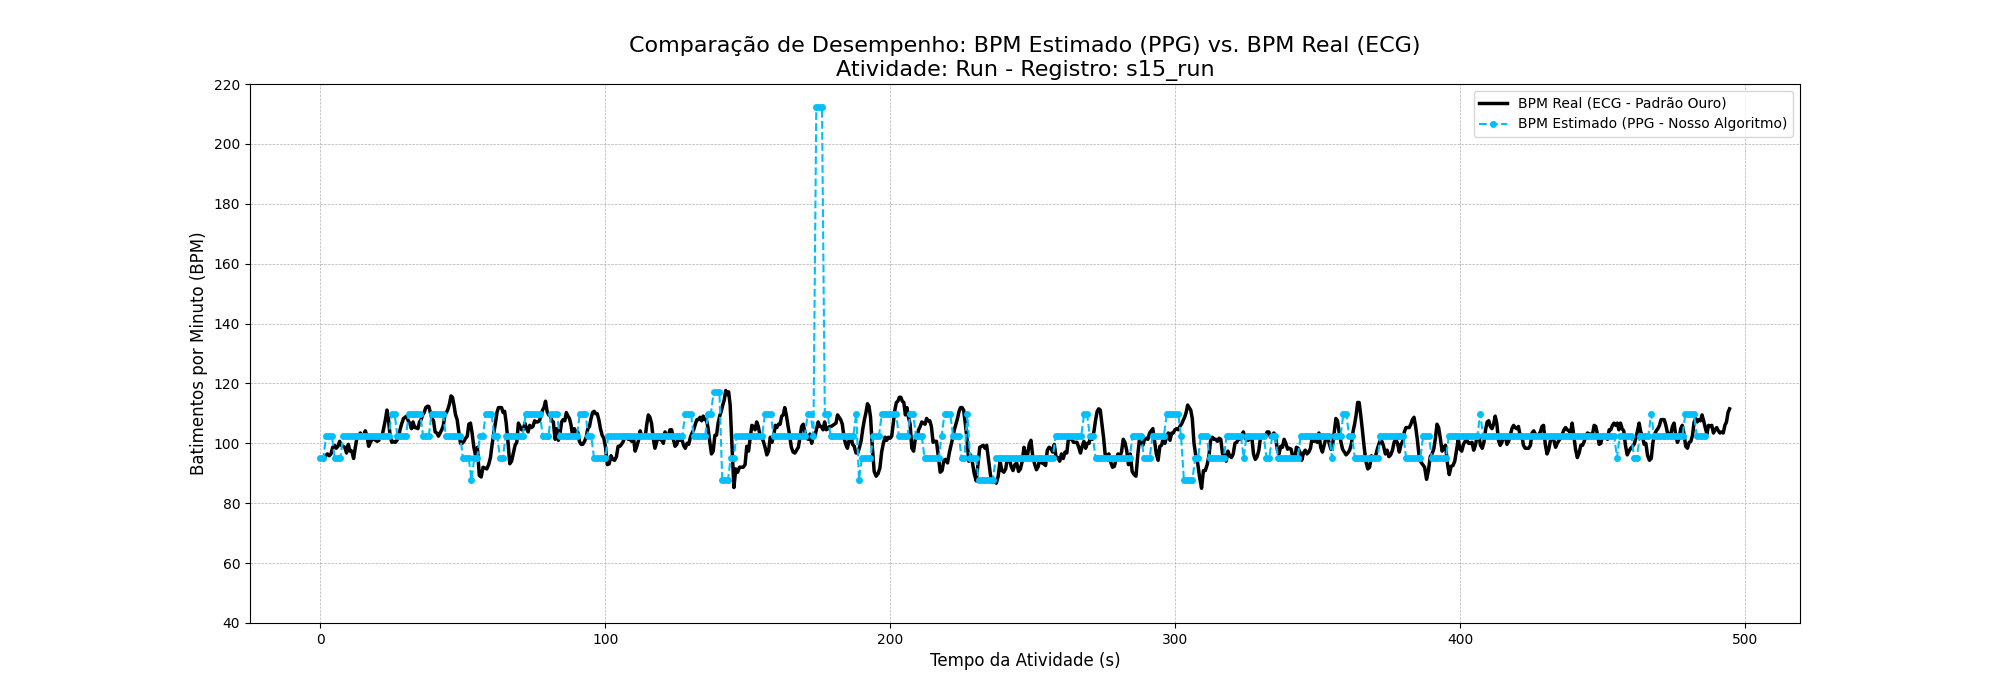 Comparação de Desempenho: BPM Estimado (PPG) vs. BPM Real (ECG)
Atividade: Run - Registro: s15_run
BPM Real (ECG - Padrão Ouro)
BPM Estimado (PPG - Nosso Algoritmo)
Batimentos por Minuto (BPM)
220
200
180
160
140
120
100
80
60
40
0 100 200 300 400 500
Tempo da Atividade (s)